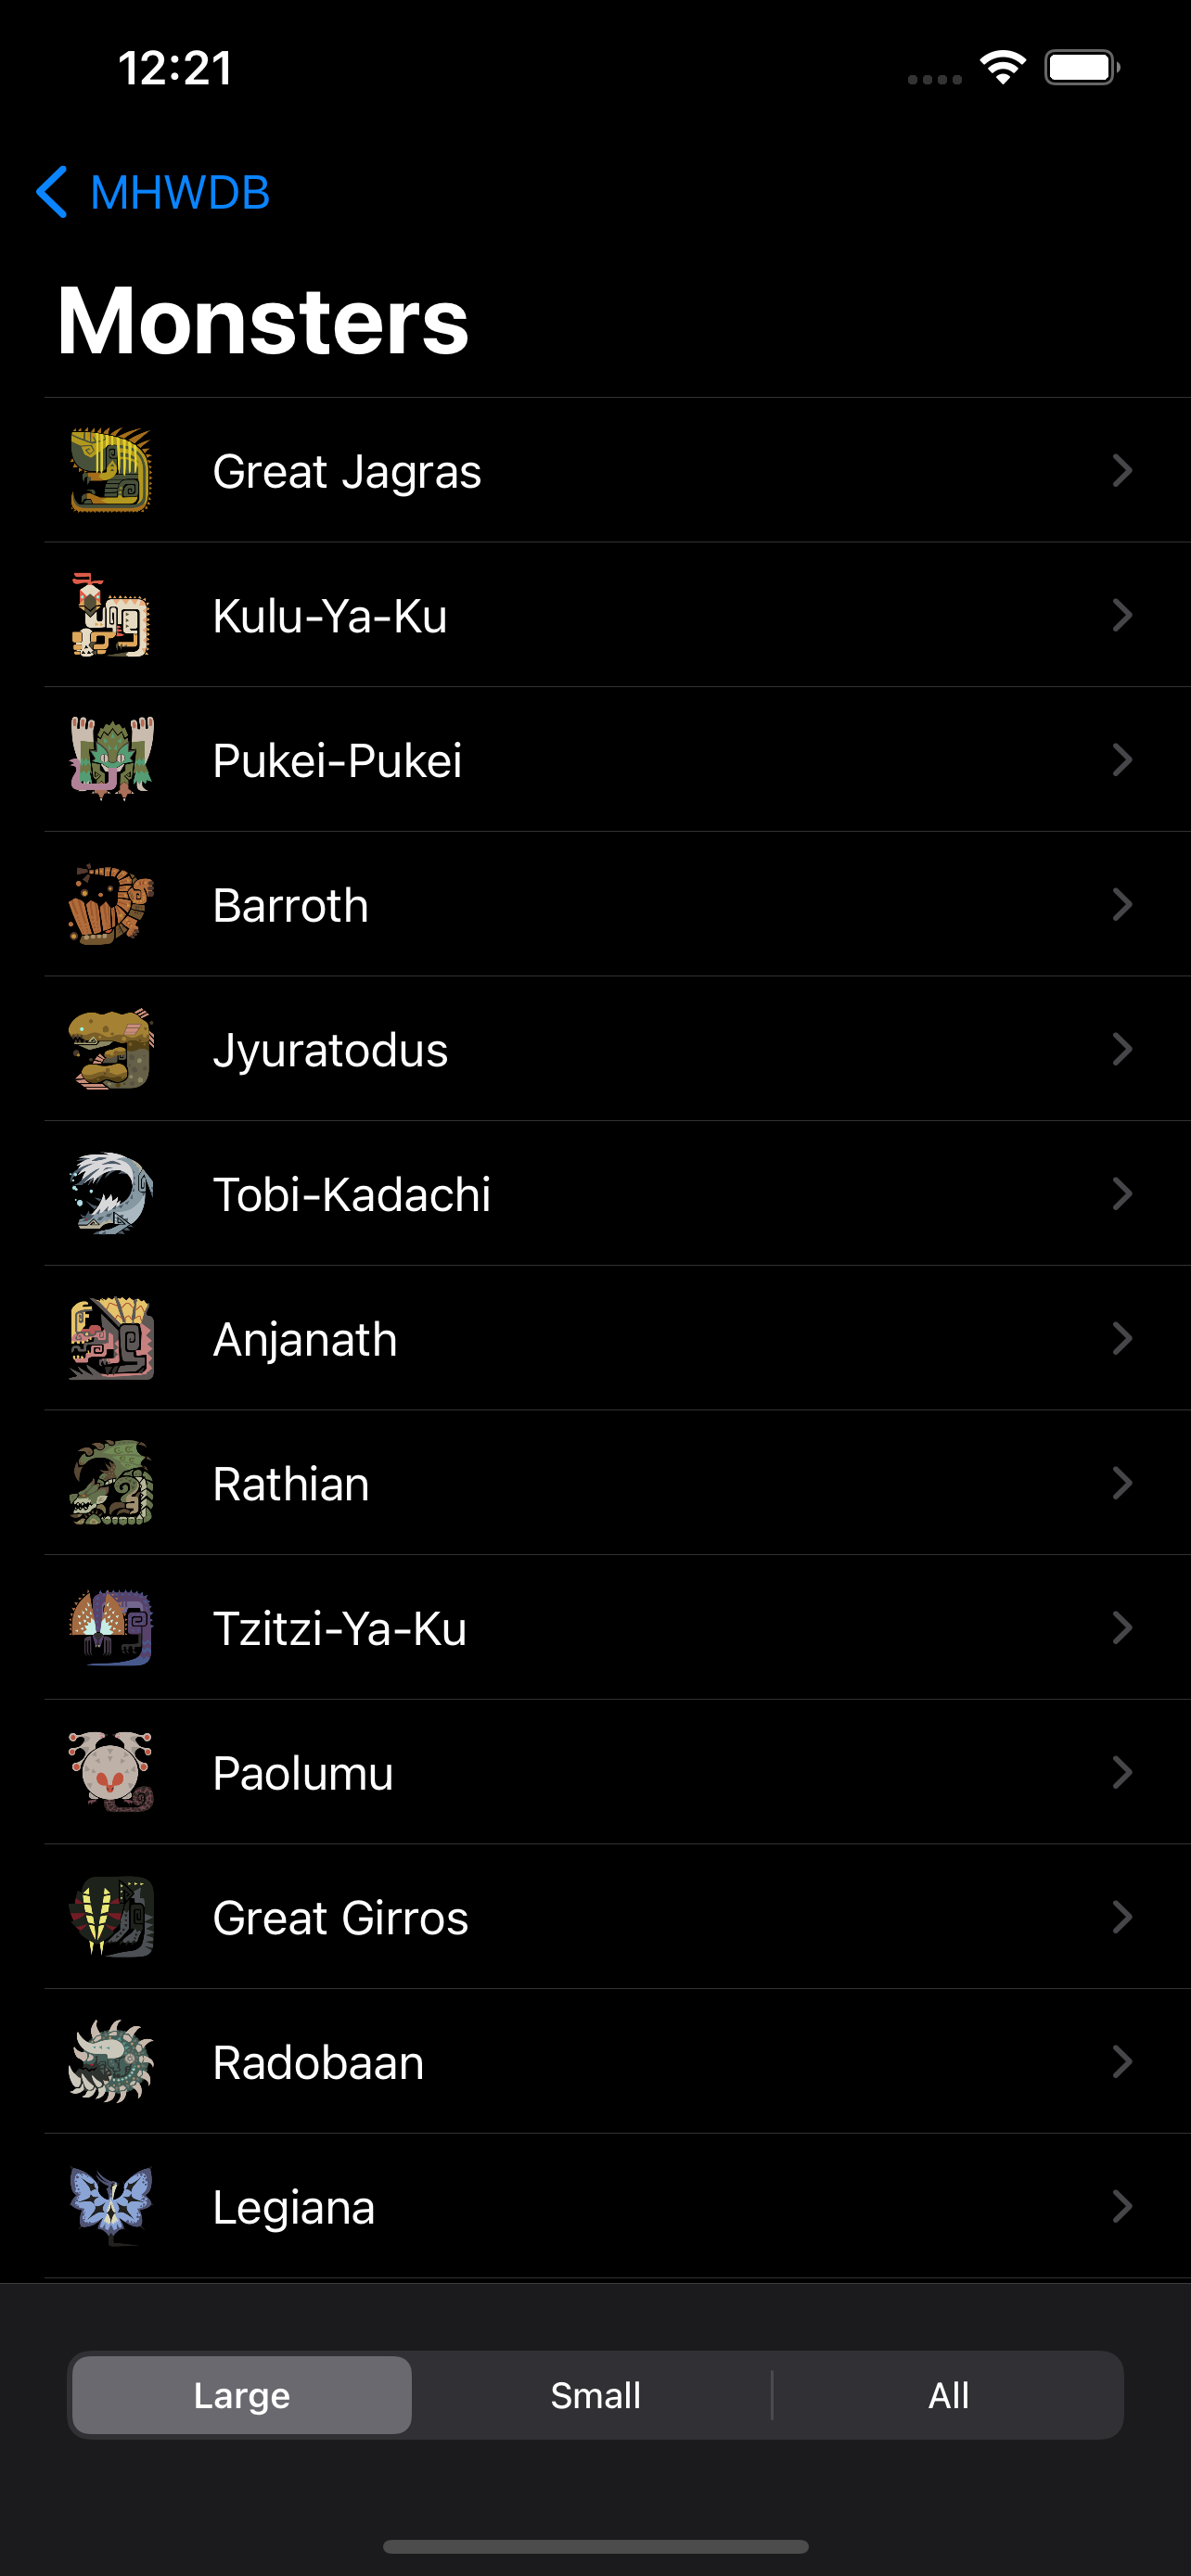 12:21
MHWDB
Monsters
Great Jagras
Kulu-Ya-Ku
Pukei-Pukei
Barroth
Jyuratodus
Tobi-Kadachi
Anjanath
Rathian
Tzitzi-Ya-Ku
Paolumu
Great Girros
Radobaan
Legiana
Large Small All